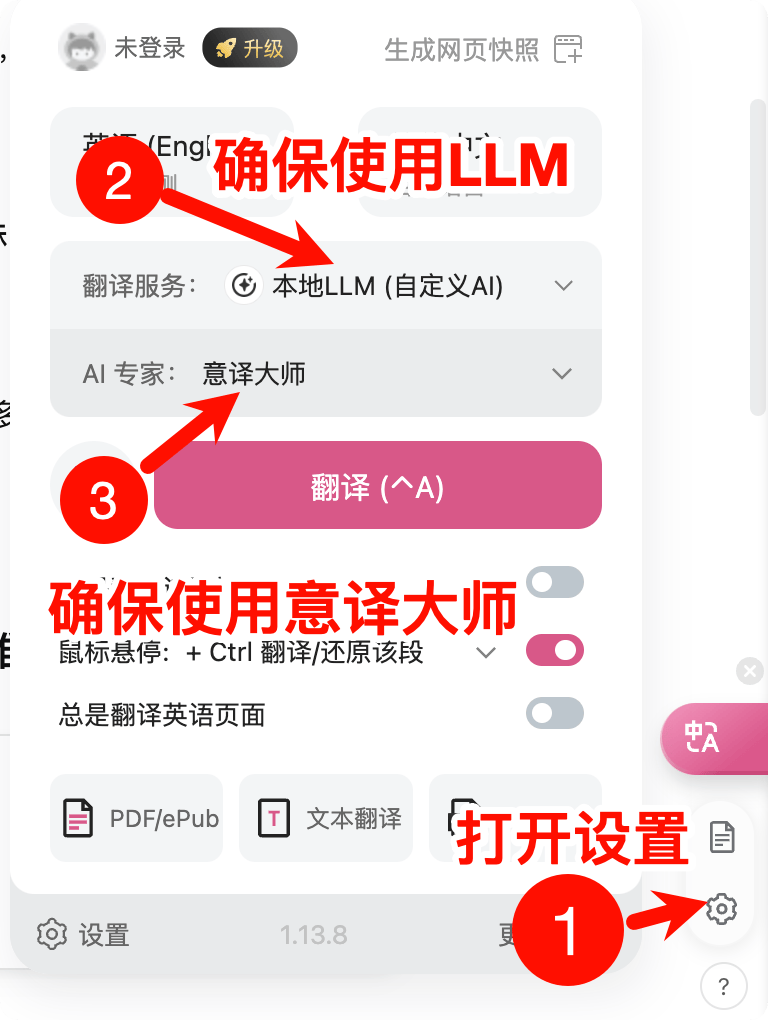 未登录
升级
生成网页快照
英语 (Engl
确保使用LLM
2
翻译服务：
本地LLM (自定义AI)
AI 专家：
意译大师
3
翻译 (^A)
确保使用意译大师
鼠标悬停：+ Ctrl 翻译/还原该段
总是翻译英语页面
PDF/ePub
文本翻译
打开设置
设置
1.13.8
更
1
?